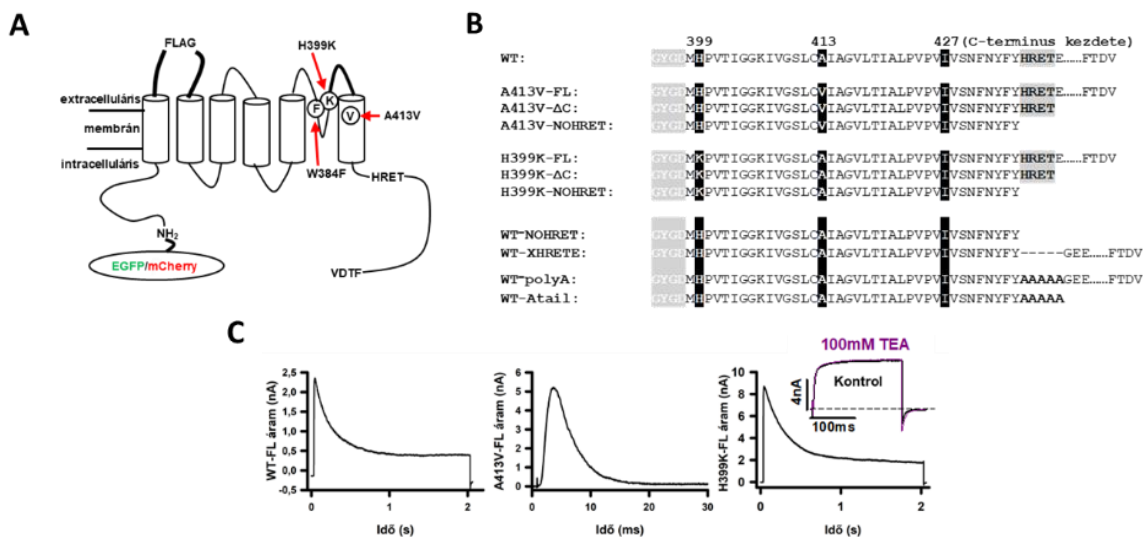 A
FLAG
H399K
extracelluláris
membrán
intracelluláris
F
K
V
A413V
W384F
HRET
NH2
EGFP/mCherry
VDTF
B
399 413 427(C-terminus kezdete)
WT: GYGDMHPVTIGGKIVGSLCAIAGVLTIALPVPVIVSNFNYFYHRETE……FTDV
A413V-FL: GYGDMHPVTIGGKIVGSLCVIAGVLTIALPVPVIVSNFNYFYHRETE……FTDV
A413V-ΔC: GYGDMHPVTIGGKIVGSLCVIAGVLTIALPVPVIVSNFNYFYHRET
A413V-NOHRET: GYGDMHPVTIGGKIVGSLCVIAGVLTIALPVPVIVSNFNYFY
H399K-FL: GYGDMKPVTIGGKIVGSLCAIAGVLTIALPVPVIVSNFNYFYHRETE……FTDV
H399K-ΔC: GYGDMKPVTIGGKIVGSLCAIAGVLTIALPVPVIVSNFNYFYHRET
H399K-NOHRET: GYGDMKPVTIGGKIVGSLCAIAGVLTIALPVPVIVSNFNYFY
WT-NOHRET: GYGDMHPVTIGGKIVGSLCAIAGVLTIALPVPVIVSNFNYFY
WT-XHRETE: GYGDMHPVTIGGKIVGSLCAIAGVLTIALPVPVIVSNFNYFY-----GEE……FTDV
WT-polyA: GYGDMHPVTIGGKIVGSLCAIAGVLTIALPVPVIVSNFNYFYAAAAAGEE……FTDV
WT-Atail: GYGDMHPVTIGGKIVGSLCAIAGVLTIALPVPVIVSNFNYFYAAAAA
C
WT-FL áram (nA)
2,5
2,0
1,5
1,0
0,5
0,0
0,5
0 1 2
Idő (s)
A413V-FL áram (nA)
6
5
4
3
2
1
0
0 10 20 30
Idő (ms)
H399K-FL áram (nA)
10
8
6
4
2
0
0 1 2
Idő (s)
100mM TEA
Kontrol
4nA
100ms